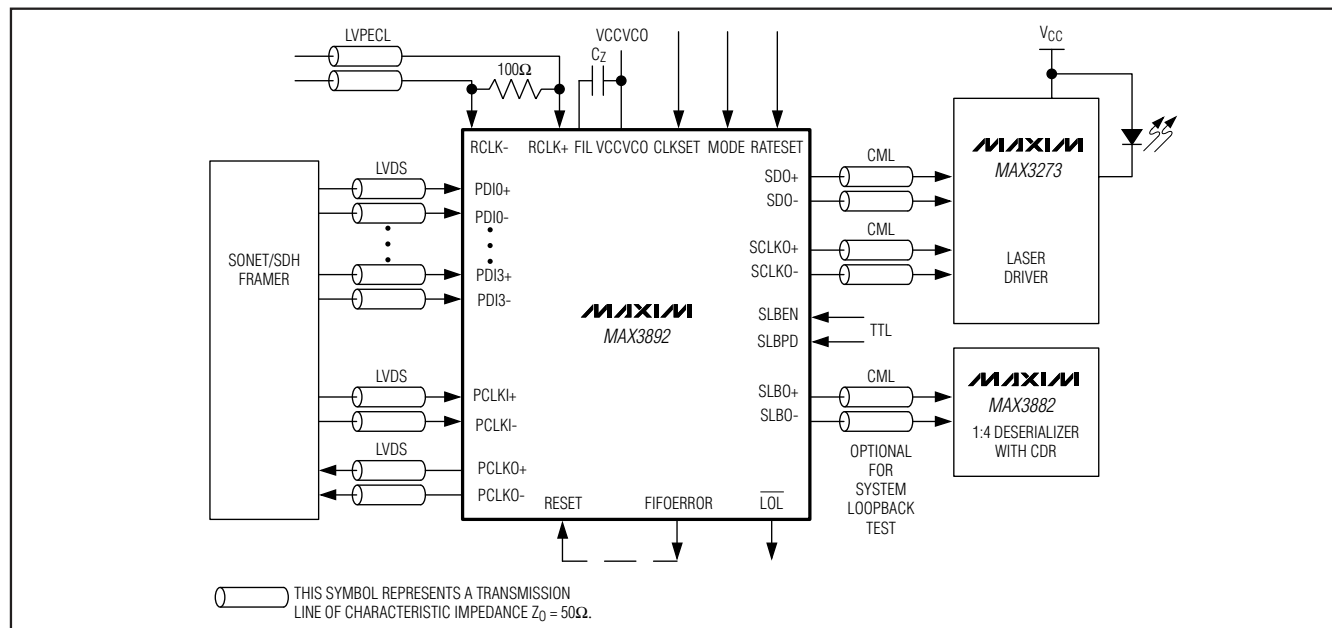 LVPECL
100Ω
CZ
VCCVCO
VCC
RCLK-
RCLK+
FIL
VCCVCO
CLKSET
MODE
RATESET
SONET/SDH
FRAMER
LVDS
PDI0+
PDI0-
PDI3+
PDI3-
LVDS
PCLKI+
PCLKI-
LVDS
PCLKO+
PCLKO-
MAXIM
MAX3892
RESET
FIFOERROR
LOL
SDO+
SDO-
SCLKO+
SCLKO-
SLBEN
SLBPD
SLBO+
SLBO-
CML
CML
TTL
CML
OPTIONAL
FOR
SYSTEM
LOOPBACK
TEST
MAXIM
MAX3273
LASER
DRIVER
MAXIM
MAX3882
1:4 DESERIALIZER
WITH CDR
THIS SYMBOL REPRESENTS A TRANSMISSION
LINE OF CHARACTERISTIC IMPEDANCE Z0 = 50Ω.